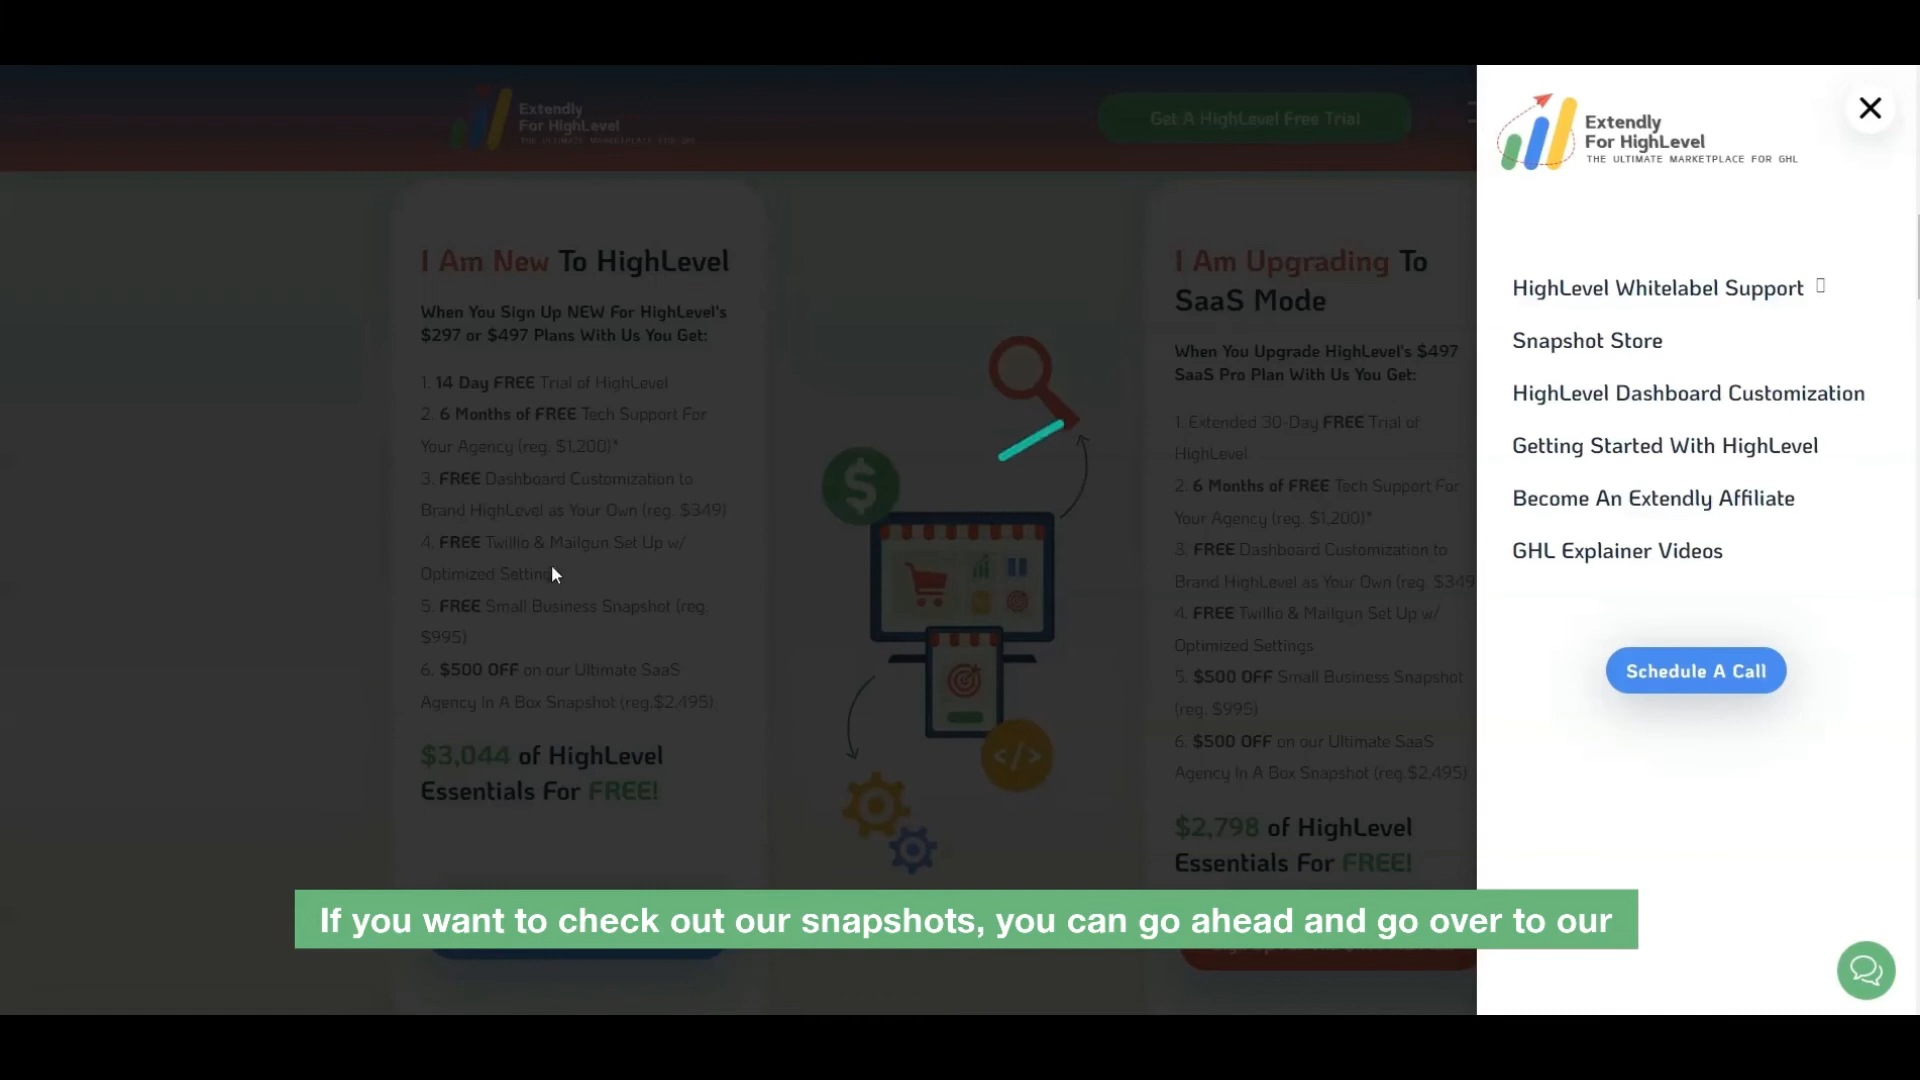 Extendly
For HighLevel
THE ULTIMATE MARKETPLACE FOR GHL
Get A HighLevel Free Trial
I Am New To HighLevel
When You Sign Up NEW For HighLevel's
$297 or $497 Plans With Us You Get:
1. 14 Day FREE Trial of HighLevel
2. 6 Months of FREE Tech Support For
Your Agency (reg. $1,200)*
3. FREE Dashboard Customization to
Brand HighLevel as Your Own (reg. $349)
4. FREE Twillio & Mailgun Set Up w/
Optimized Settin
5. FREE Small Business Snapshot (reg.
$995)
6. $500 OFF on our Ultimate SaaS
Agency In A Box Snapshot (reg.$2,495)
$3,044 of HighLevel
Essentials For FREE!
I Am Upgrading To
SaaS Mode
When You Upgrade HighLevel's $497
SaaS Pro Plan With Us You Get:
1. Extended 30-Day FREE Trial of
HighLevel
2. 6 Months of FREE Tech Support For
Your Agency (reg. $1,200)*
3. FREE Dashboard Customization to
Brand HighLevel as Your Own (reg. $349
4. FREE Twillio & Mailgun Set Up w/
Optimized Settings
5. $500 OFF Small Business Snapshot
(reg. $995)
6. $500 OFF on our Ultimate SaaS
Agency In A Box Snapshot (reg.$2,495)
$2,798 of HighLevel
Essentials For FREE!
Extendly
For HighLevel
THE ULTIMATE MARKETPLACE FOR GHL
HighLevel Whitelabel Support
Snapshot Store
HighLevel Dashboard Customization
Getting Started With HighLevel
Become An Extendly Affiliate
GHL Explainer Videos
Schedule A Call
If you want to check out our snapshots, you can go ahead and go over to our